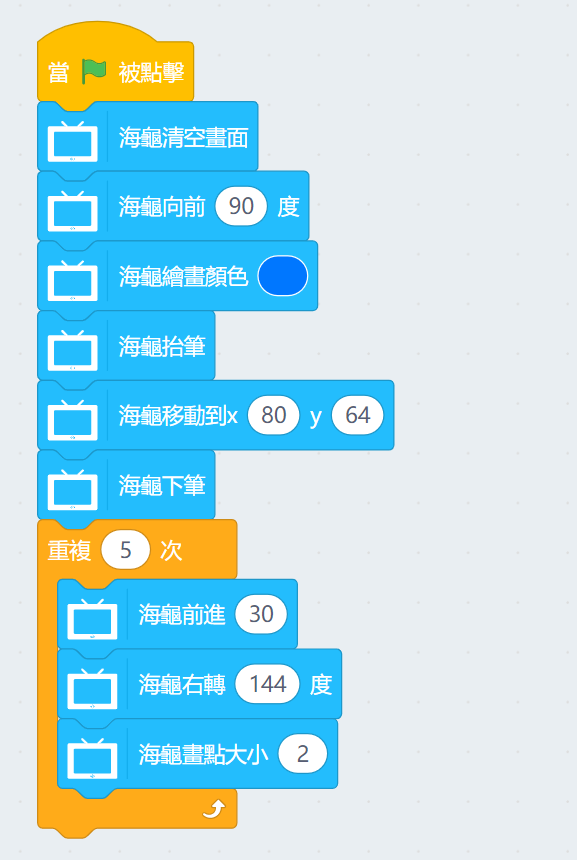 當 被點擊
海龜清空畫面
海龜向前 90 度
海龜繪畫顏色
海龜抬筆
海龜移動到x 80 y 64
海龜下筆
重複 5 次
海龜前進 30
海龜右轉 144 度
海龜畫點大小 2